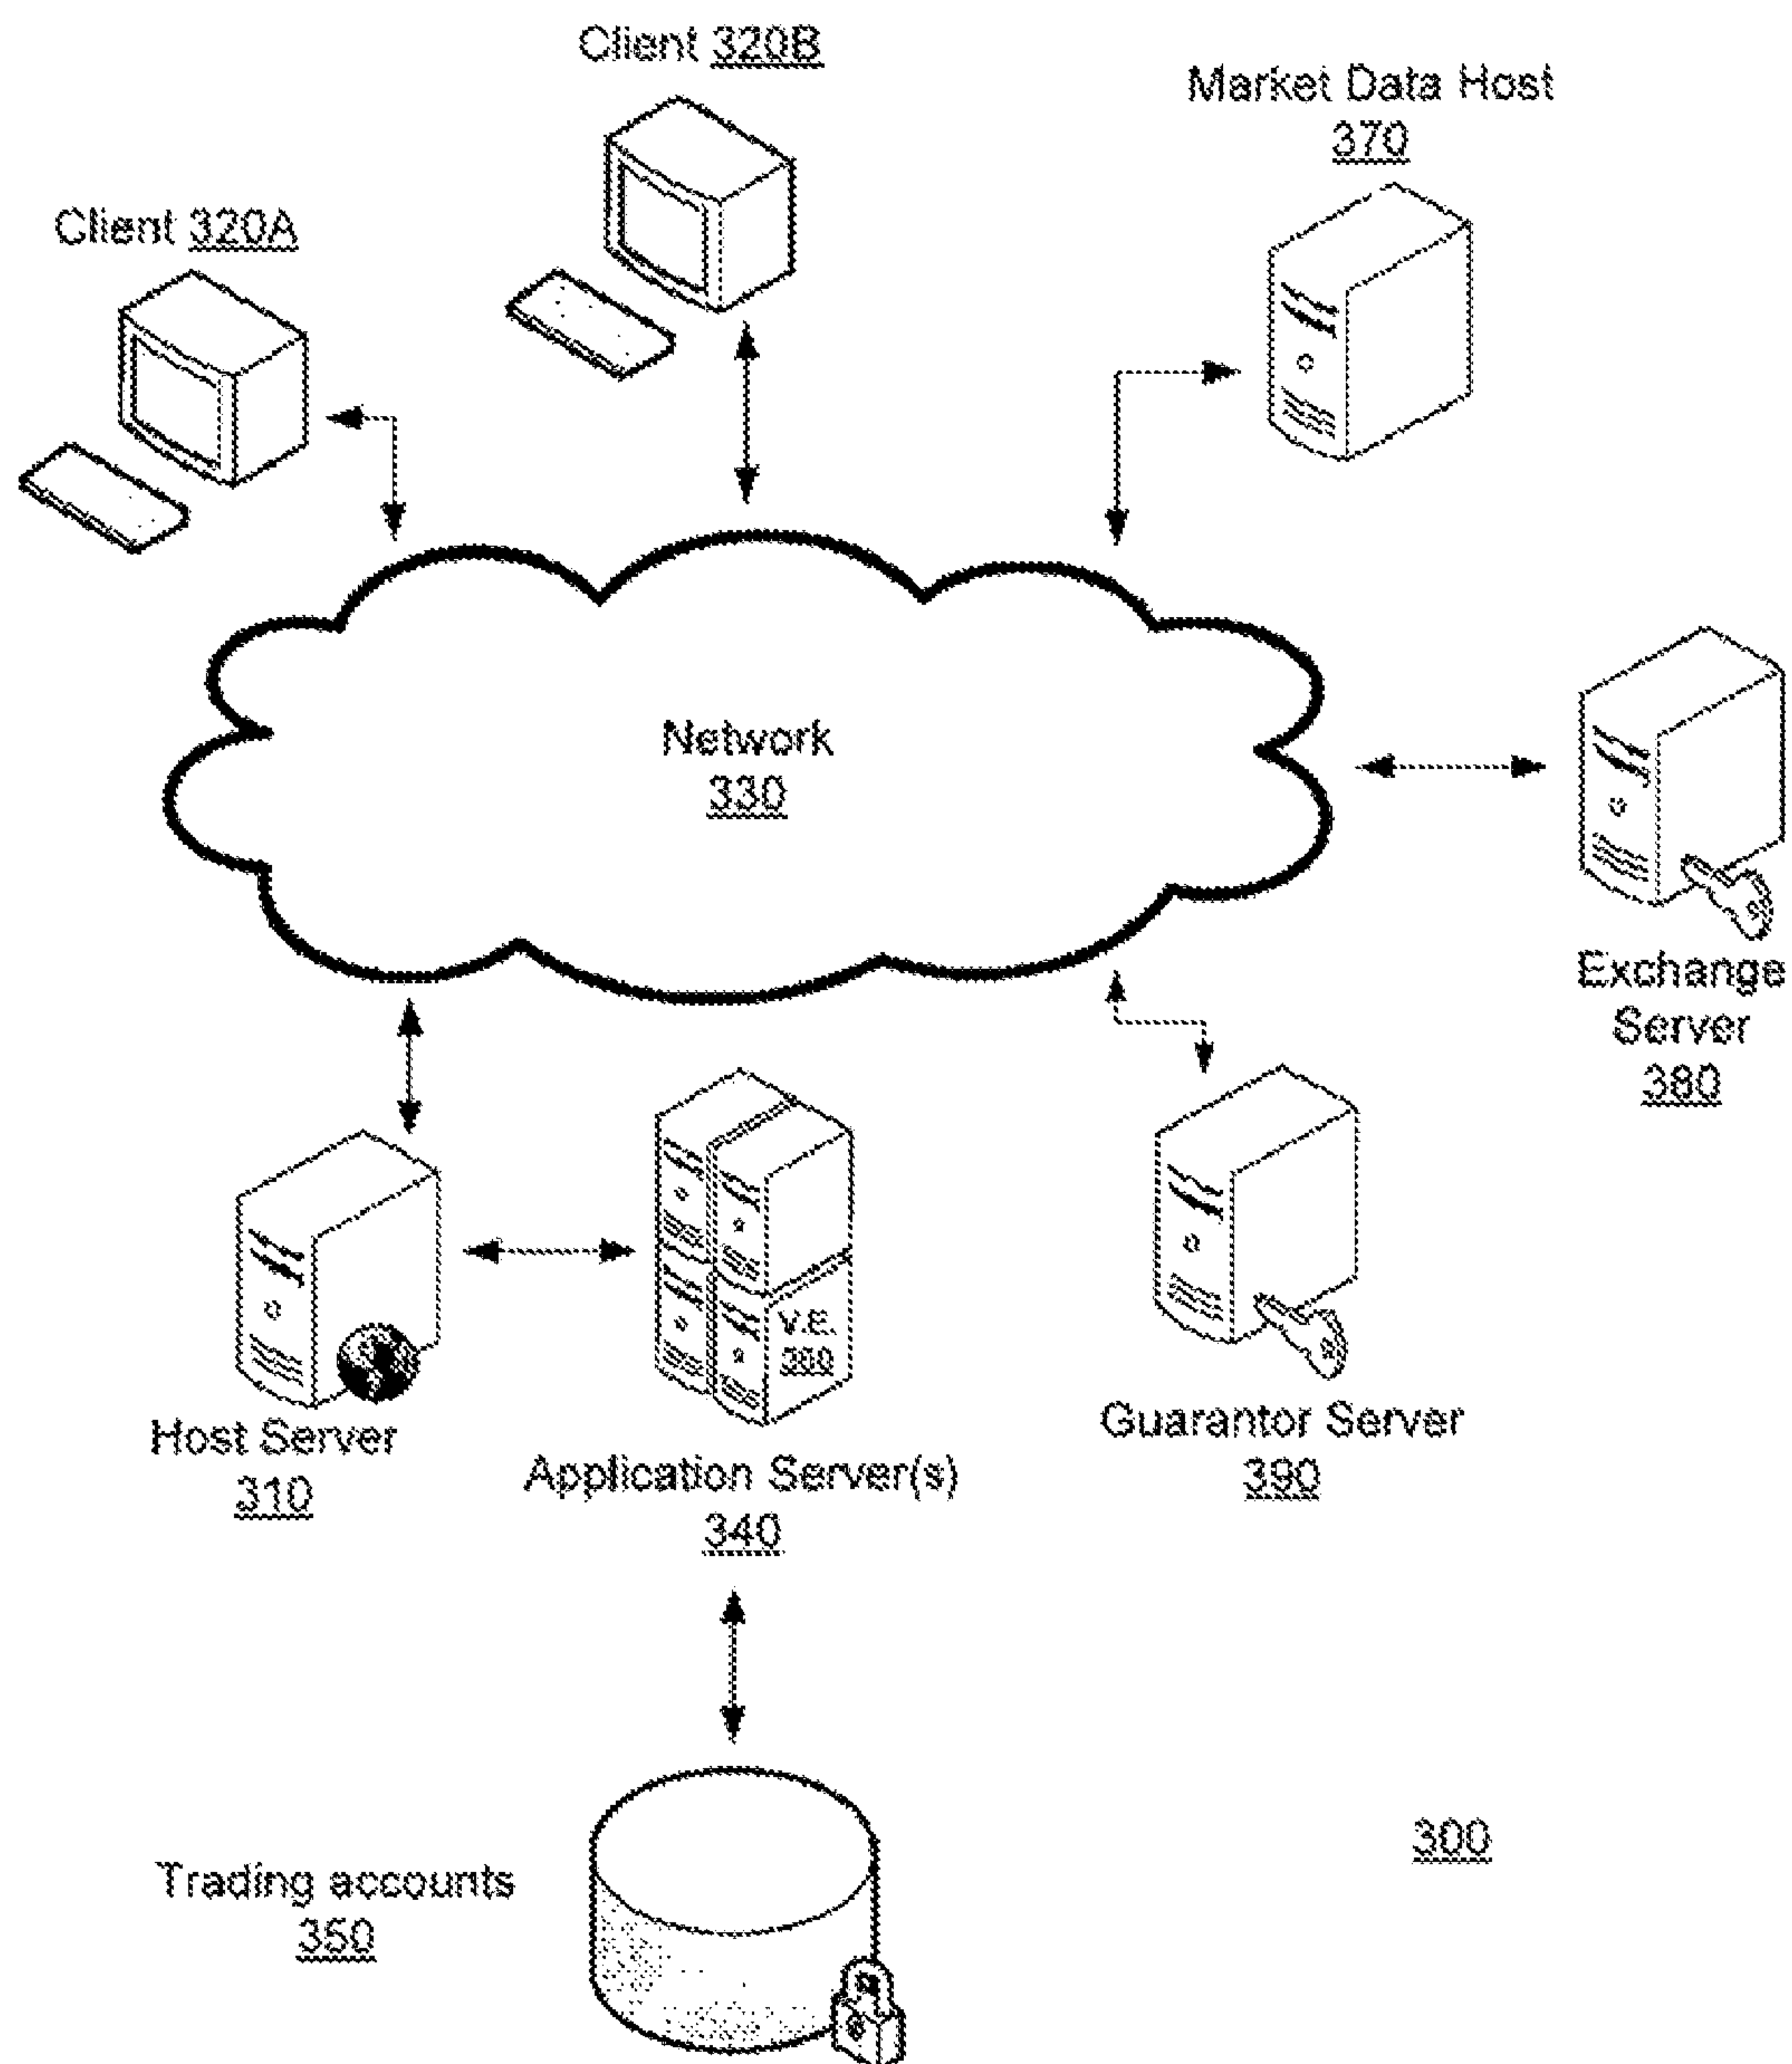 Client 320B
Market Data Host
370
Client 320A
Network
330
Exchange
Server
380
V.E.
360
Host Server
310
Application Server(s)
340
Guarantor Server
390
Trading accounts
350
300